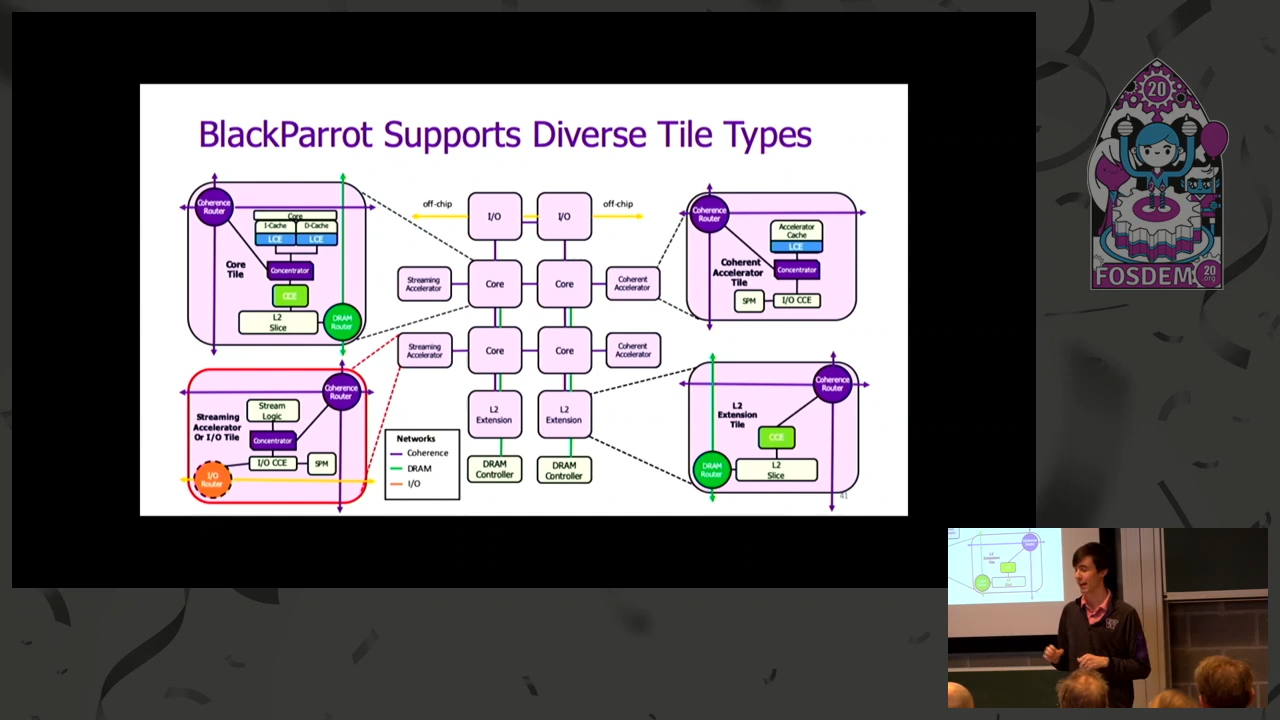 BlackParrot Supports Diverse Tile Types
Coherence
Router
Core
I-Cache
D-Cache
LCE
LCE
Core
Tile
Concentrator
CCE
L2
Slice
DRAM
Router
Coherence
Router
Stream
Logic
Streaming
Accelerator
Or I/O Tile
Concentrator
I/O CCE
SPM
I/O
Router
off-chip
I/O
I/O
off-chip
Streaming
Accelerator
Core
Core
Coherent
Accelerator
Streaming
Accelerator
Core
Core
Coherent
Accelerator
L2
Extension
L2
Extension
Networks
Coherence
DRAM
I/O
DRAM
Controller
DRAM
Controller
Coherence
Router
Accelerator
Cache
LCE
Coherent
Accelerator
Tile
Concentrator
SPM
I/O CCE
Coherence
Router
L2
Extension
Tile
CCE
DRAM
Router
L2
Slice
41
20
FOSDEM
20
.org